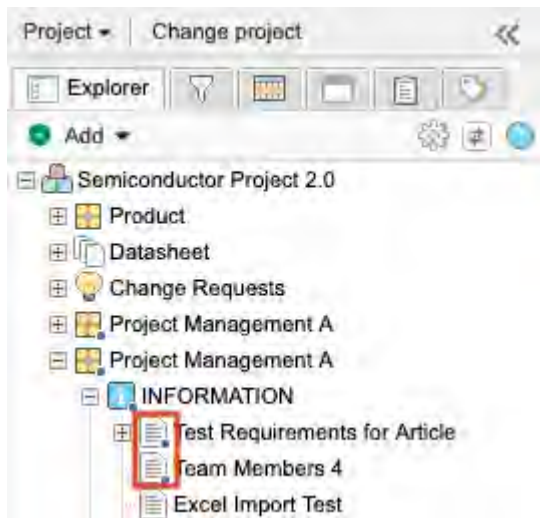 Project Change project
Explorer
Add
Semiconductor Project 2.0
Product
Datasheet
Change Requests
Project Management A
Project Management A
INFORMATION
Test Requirements for Article
Team Members 4
Excel Import Test